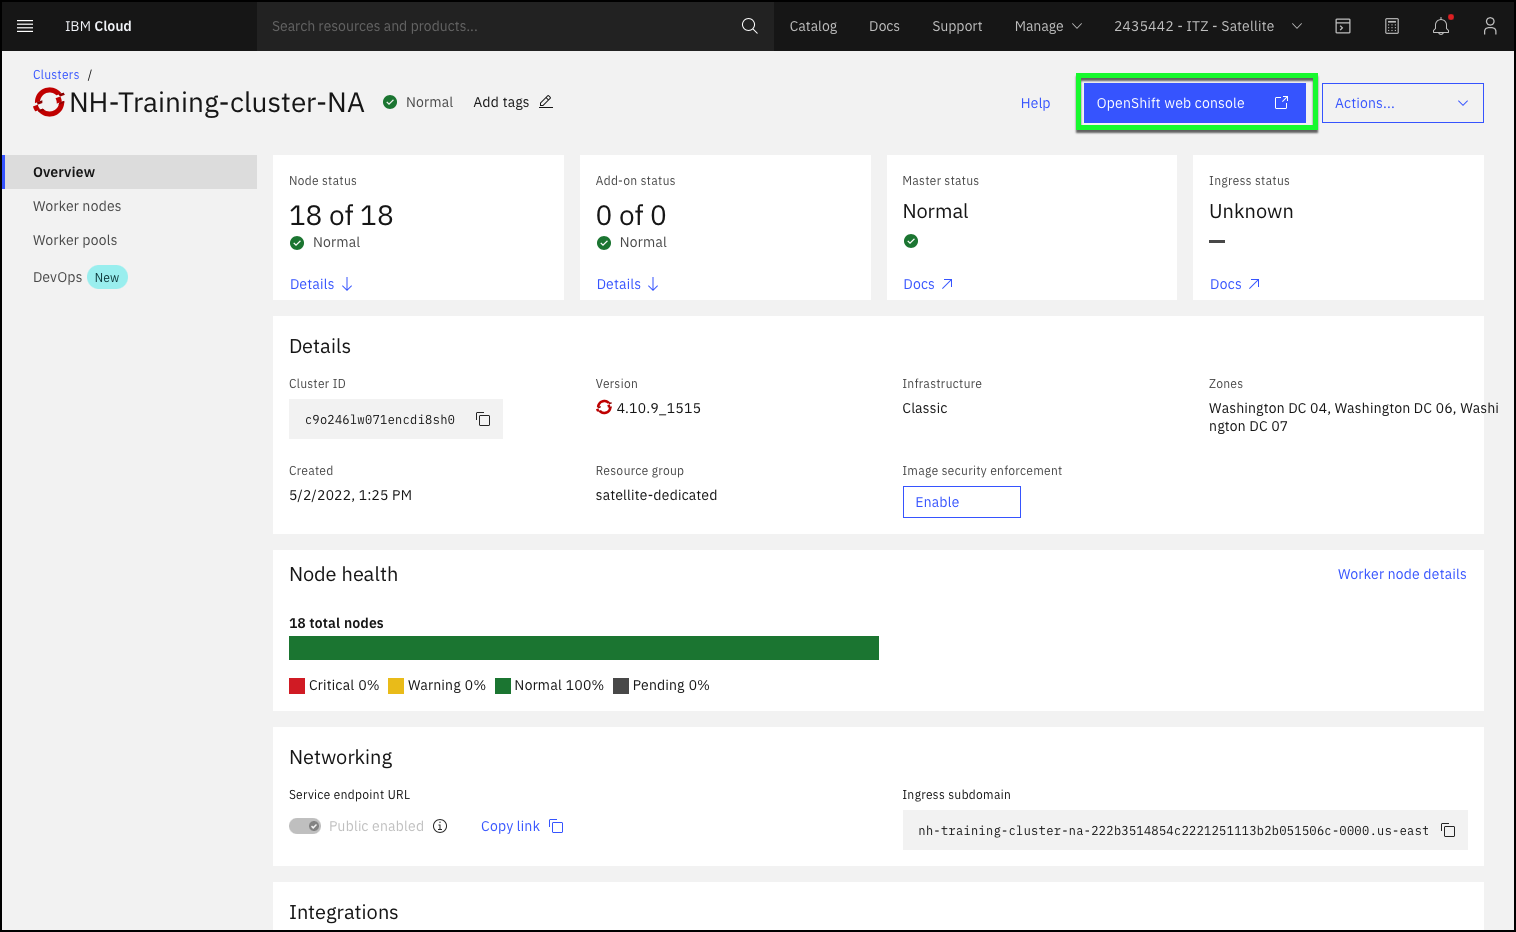 IBM Cloud
Search resources and products...
Catalog
Docs
Support
Manage
2435442 - ITZ - Satellite
Clusters /
NH-Training-cluster-NA
Normal
Add tags
Help
OpenShift web console
Actions...
Overview
Worker nodes
Worker pools
DevOps New
Node status
18 of 18
Normal
Details
Add-on status
0 of 0
Normal
Details
Master status
Normal
Docs
Ingress status
Unknown
Docs
Details
Cluster ID
c9o246lw071encdi8sh0
Version
4.10.9_1515
Infrastructure
Classic
Zones
Washington DC 04, Washington DC 06, Washi
ngton DC 07
Created
5/2/2022, 1:25 PM
Resource group
satellite-dedicated
Image security enforcement
Enable
Node health
Worker node details
18 total nodes
Critical 0% Warning 0% Normal 100% Pending 0%
Networking
Service endpoint URL
Public enabled
Copy link
Ingress subdomain
nh-training-cluster-na-222b3514854c2221251113b2b051506c-0000.us-east
Integrations